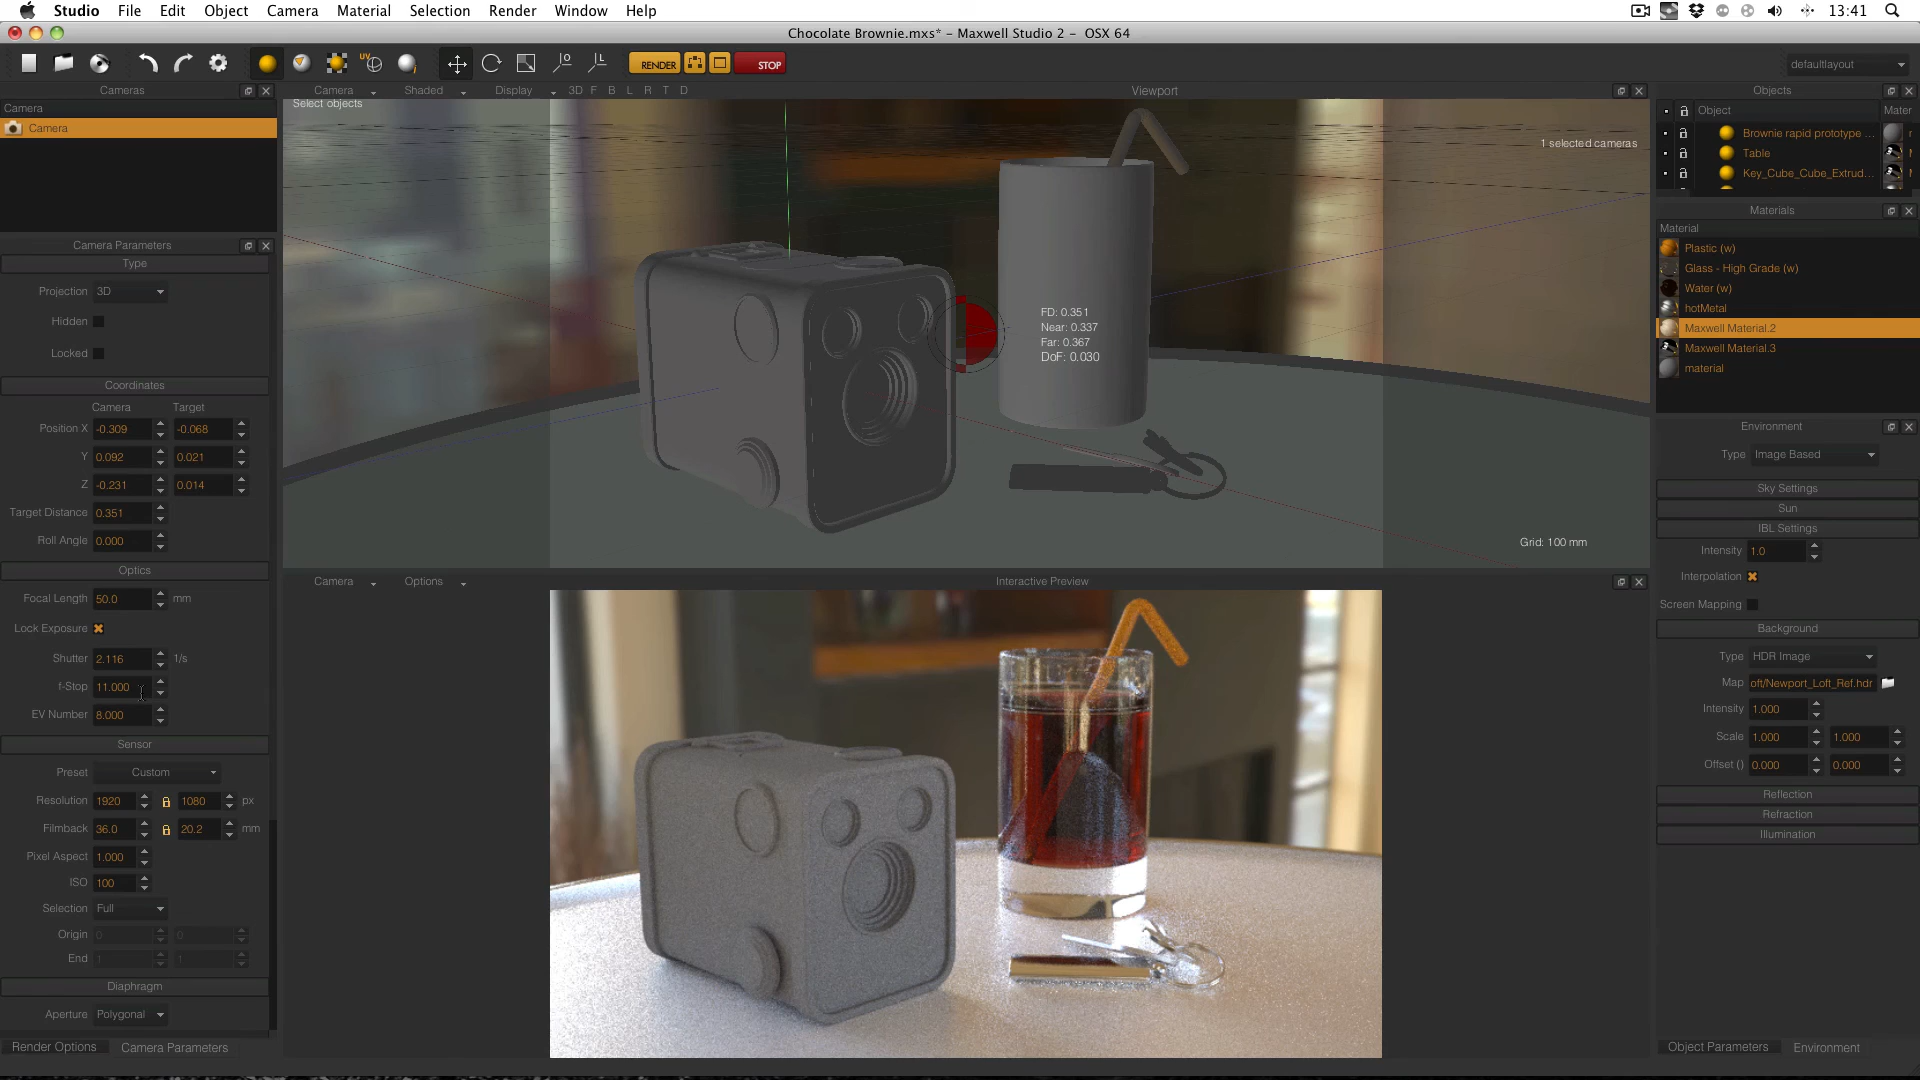 Studio File Edit Object Camera Material Selection Render Window Help 13:41
Chocolate Brownie.mxs* - Maxwell Studio 2 - OSX 64
UV RENDER STOP defaultlayout
Cameras
Camera
Camera
Camera Parameters
Type
Projection 3D
Hidden
Locked
Coordinates
Camera Target
Position X -0.309 -0.068
Y 0.092 0.021
Z -0.231 0.014
Target Distance 0.351
Roll Angle 0.000
Optics
Focal Length 50.0 mm
Lock Exposure
Shutter 2.116 1/s
f-Stop 11.000
EV Number 8.000
Sensor
Preset Custom
Resolution 1920 1080 px
Filmback 36.0 20.2 mm
Pixel Aspect 1.000
ISO 100
Selection Full
Origin 0 0
End 1 1
Diaphragm
Aperture Polygonal
Render Options Camera Parameters
Camera Shaded Display 3D F B L R T D Viewport
Select objects
1 selected cameras
FD: 0.351
Near: 0.337
Far: 0.367
DoF: 0.030
Grid: 100 mm
Camera Options Interactive Preview
Objects
Object Mater
Brownie rapid prototype ...
Table
Key_Cube_Cube_Extrud...
Materials
Material
Plastic (w)
Glass - High Grade (w)
Water (w)
hotMetal
Maxwell Material.2
Maxwell Material.3
material
Environment
Type Image Based
Sky Settings
Sun
IBL Settings
Intensity 1.0
Interpolation
Screen Mapping
Background
Type HDR Image
Map oft/Newport_Loft_Ref.hdr
Intensity 1.000
Scale 1.000 1.000
Offset () 0.000 0.000
Reflection
Refraction
Illumination
Object Parameters Environment